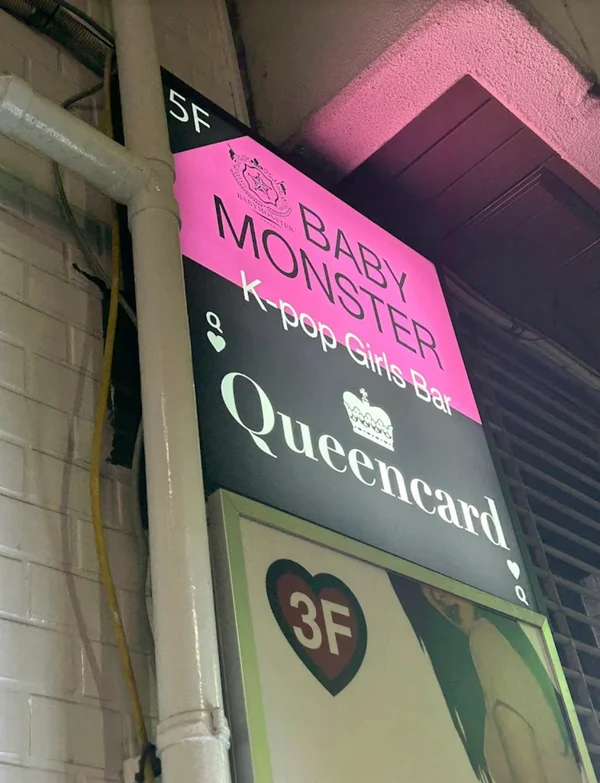 5F
BABY
MONSTER
K-pop Girls Bar
Q
Queencard
Q
3F